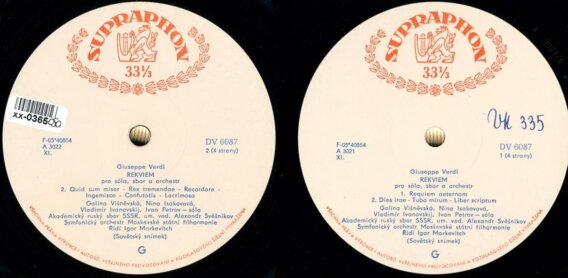 SUPRAPHON
33⅓
xx-0365
F-05*40854
A 3022
XI.
DV 6087
2 (4 strany)
Giuseppe Verdi
REKVIEM
pro sóla, sbor a orchestr
2. Quid sum miser - Rex tremendae - Recordare -
Ingemisco - Confutatis - Lacrimosa
Galina Višněvská, Nina Isakovová,
Vladimír Ivanovskij, Ivan Petrov — sóla
Akademický ruský sbor SSSR, um. ved. Alexandr Svěšnikov
Symfonický orchestr Moskevské státní filharmonie
Řídí Igor Markevitch
(Sovětský snímek)
G
SUPRAPHON
33⅓
VK 335
F-05*40854
A 3021
XI.
DV 6087
1 (4 strany)
Giuseppe Verdi
REKVIEM
pro sóla, sbor a orchestr
1. Requiem aeternam
2. Dies irae - Tuba mirum - Liber scriptum
Galina Višněvská, Nina Isakovová,
Vladimír Ivanovskij, Ivan Petrov — sóla
Akademický ruský sbor SSSR, um. ved. Alexandr Svěšnikov
Symfonický orchestr Moskevské státní filharmonie
Řídí Igor Markevitch
(Sovětský snímek)
G